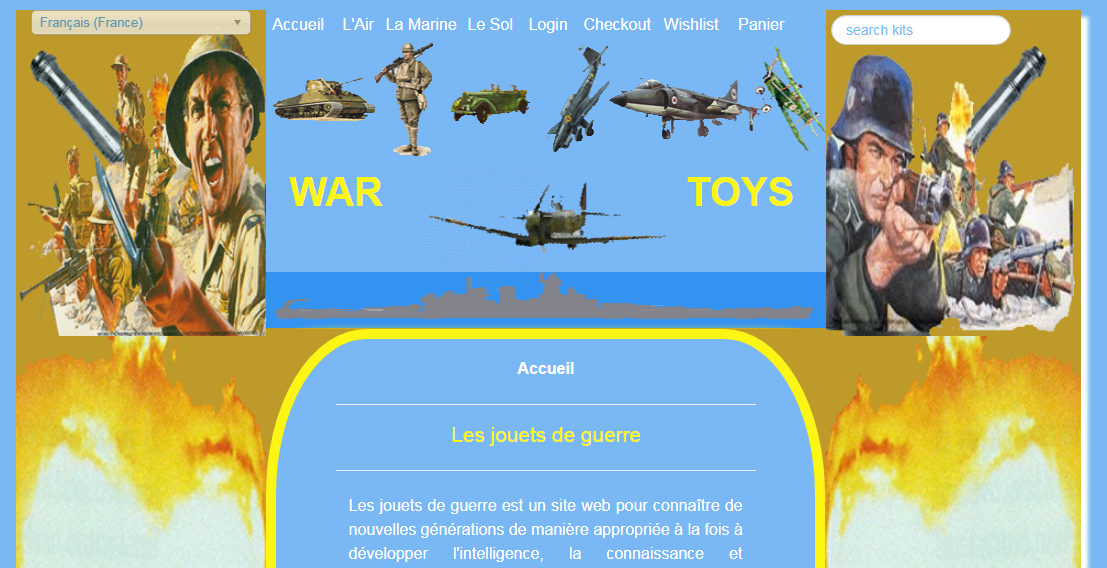 Français (France)
Accueil L'Air La Marine Le Sol Login Checkout Wishlist Panier
search kits
WAR TOYS
Accueil
Les jouets de guerre
Les jouets de guerre est un site web pour connaître de
nouvelles générations de manière appropriée à la fois à
développer l'intelligence, la connaissance et